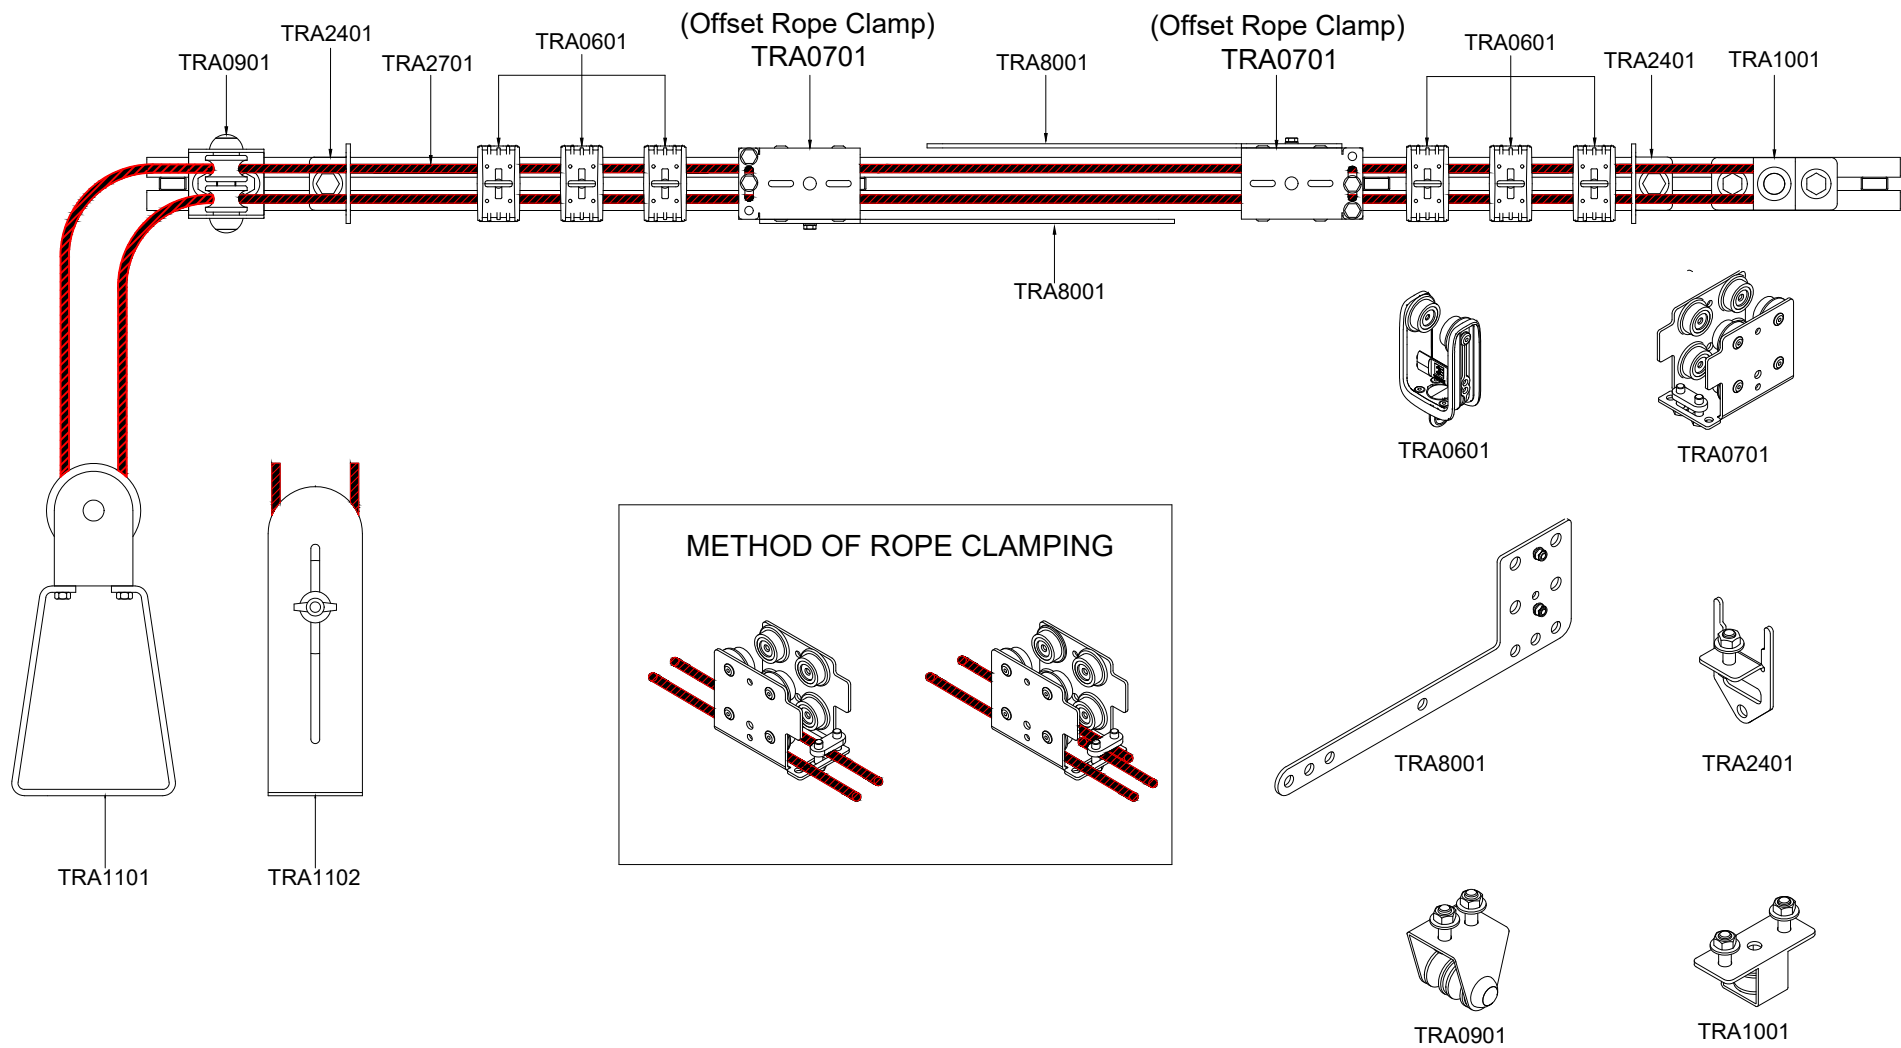 TRA0901
TRA2401
TRA2701
TRA0601
(Offset Rope Clamp)
TRA0701
TRA8001
(Offset Rope Clamp)
TRA0701
TRA0601
TRA2401
TRA1001
TRA8001
TRA0601
TRA0701
METHOD OF ROPE CLAMPING
TRA8001
TRA2401
TRA1101
TRA1102
TRA0901
TRA1001